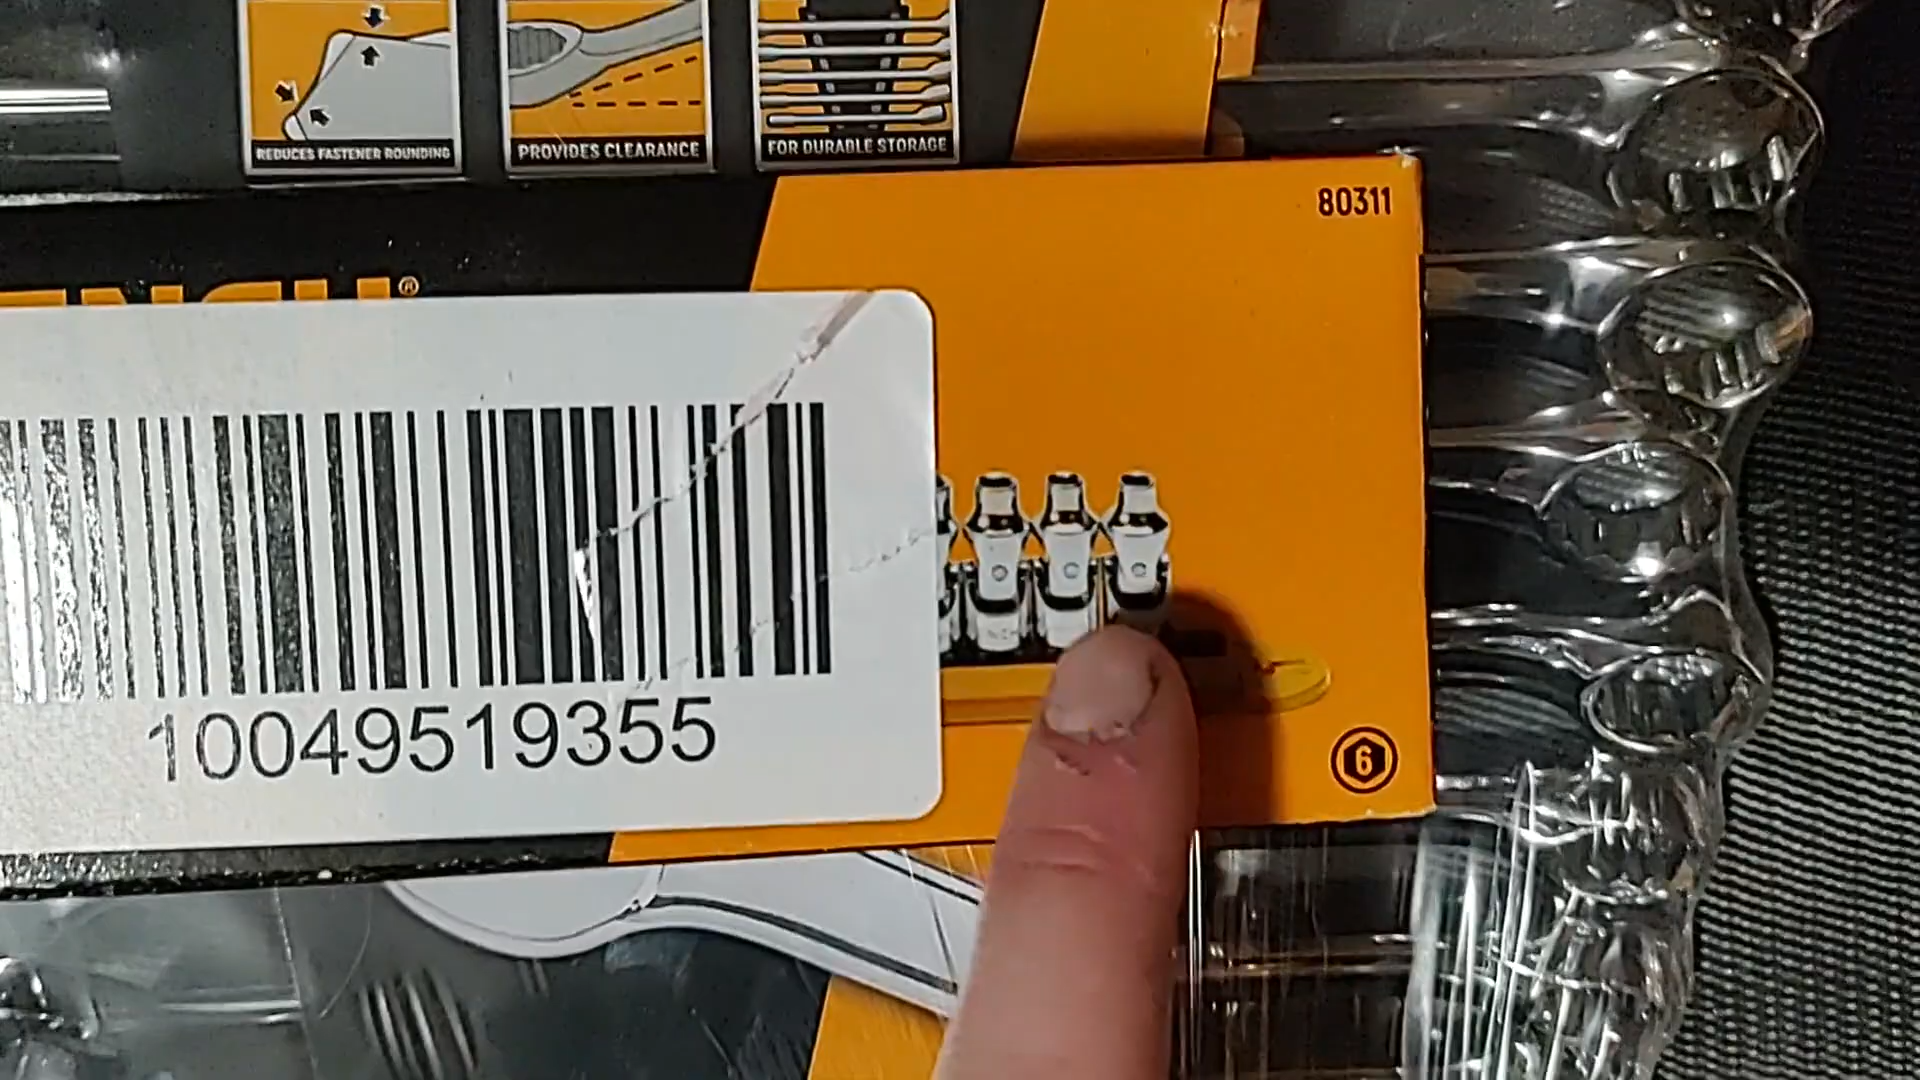 REDUCES FASTENER ROUNDING
PROVIDES CLEARANCE
FOR DURABLE STORAGE
80311
10049519355
6